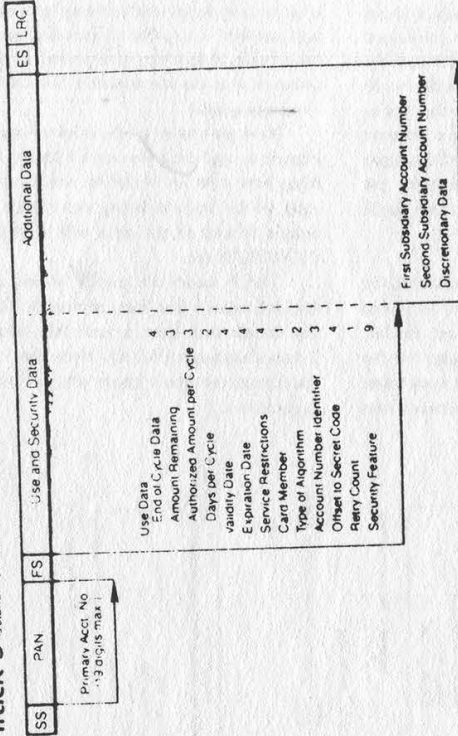 Track 3
SS PAN FS Use and Security Data Additional Data ES LRC
Primary Acct. No
19 digits max
Use Data
End of Cycle Data 4
Amount Remaining 4
Authorized Amount per Cycle 3
Days per Cycle 2
Validity Date 4
Expiration Date 4
Service Restrictions 4
Card Member 1
Type of Algorithm 2
Account Number Identifier 3
Offset to Secret Code 4
Retry Count 1
Security Feature 9
First Subsidiary Account Number
Second Subsidiary Account Number
Discretionary Data